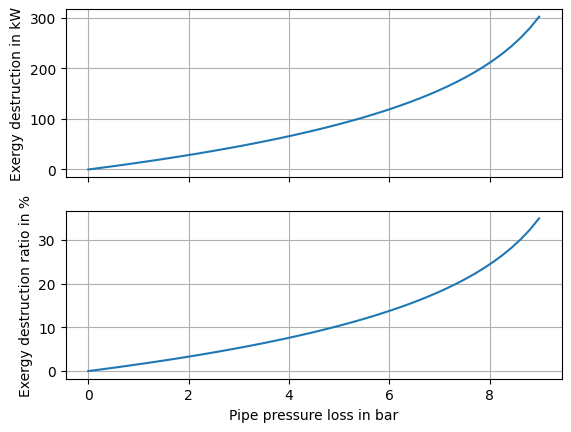 Exergy destruction in kW
300
200
100
0
Exergy destruction ratio in %
30
20
10
0
0 2 4 6 8
Pipe pressure loss in bar